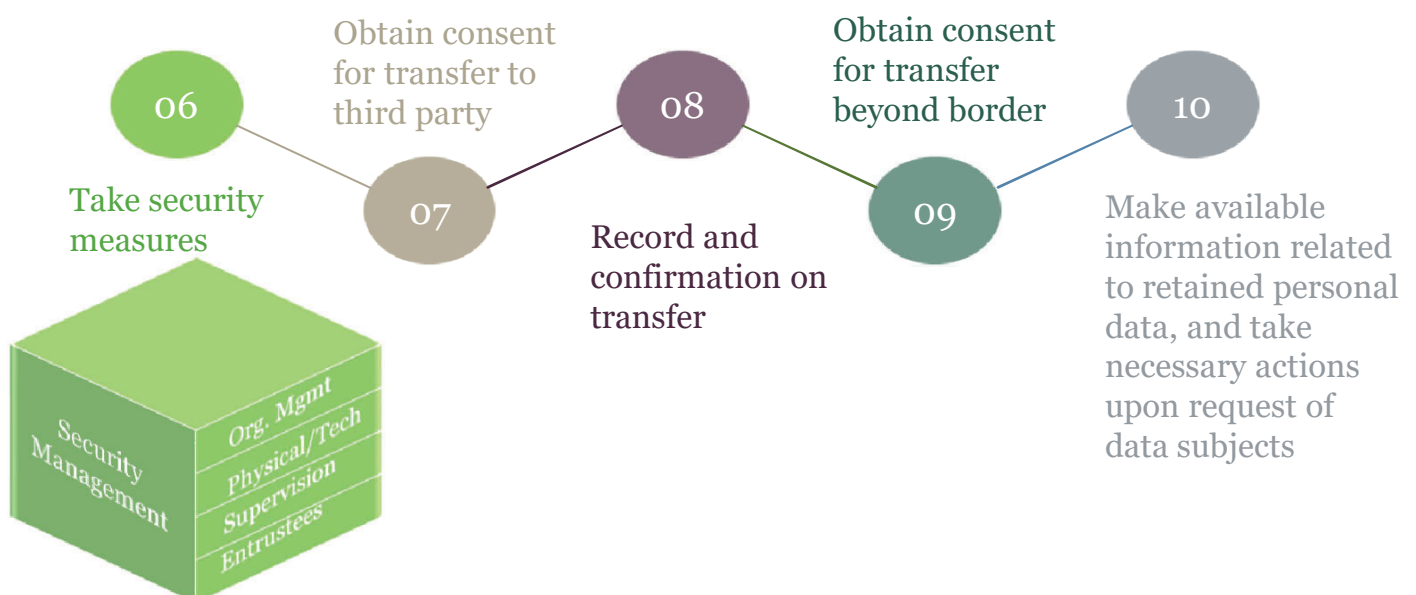 06
Take security
measures
Security
Management
Org. Mgmt
Physical/Tech
Supervision
Entrustees
Obtain consent
for transfer to
third party
07
08
Record and
confirmation on
transfer
Obtain consent
for transfer
beyond border
09
10
Make available
information related
to retained personal
data, and take
necessary actions
upon request of
data subjects